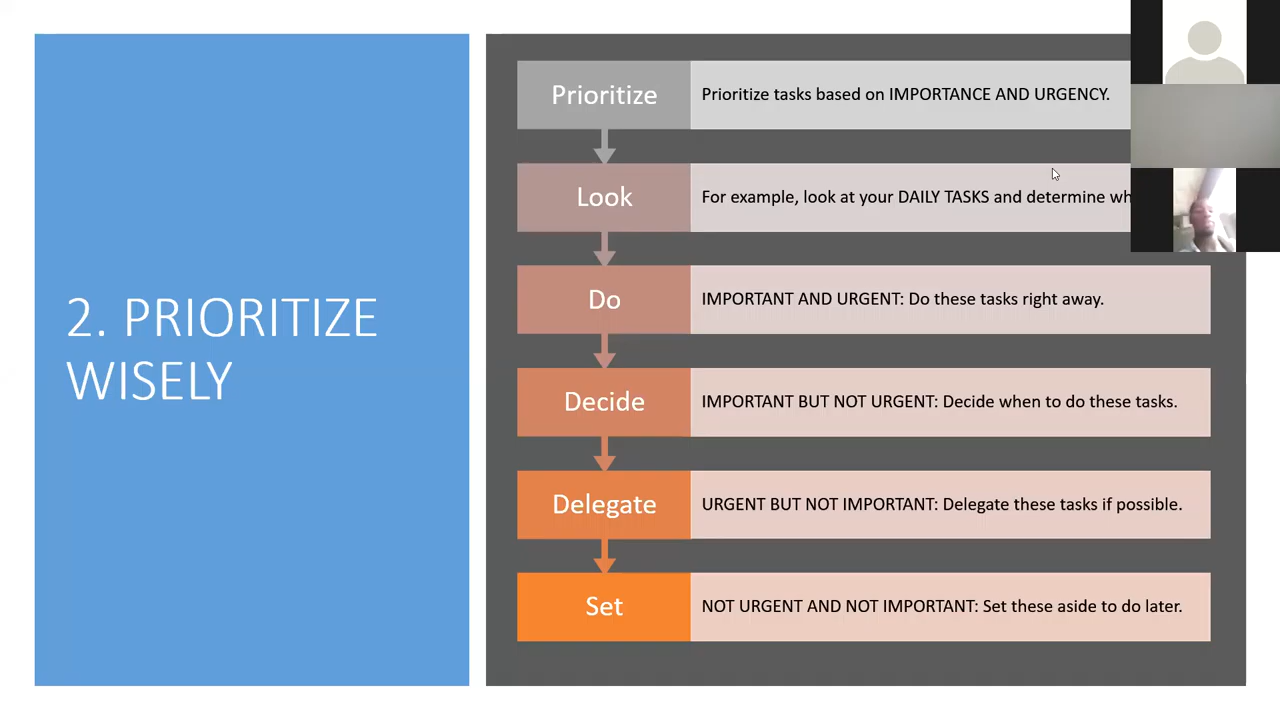 2. PRIORITIZE
WISELY
Prioritize
Prioritize tasks based on IMPORTANCE AND URGENCY.
Look
For example, look at your DAILY TASKS and determine
Do
IMPORTANT AND URGENT: Do these tasks right away.
Decide
IMPORTANT BUT NOT URGENT: Decide when to do these tasks.
Delegate
URGENT BUT NOT IMPORTANT: Delegate these tasks if possible.
Set
NOT URGENT AND NOT IMPORTANT: Set these aside to do later.